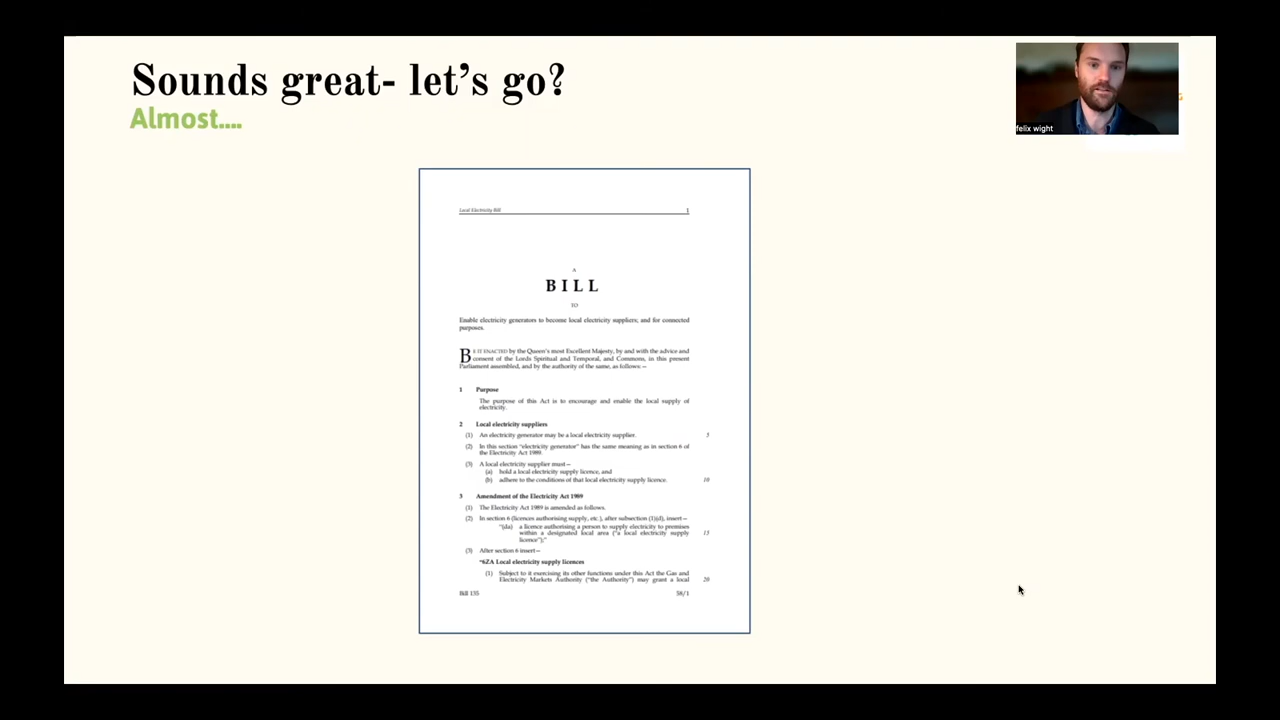 Sounds great- let's go?
Almost....
felix wight
Local Electricity Bill 1
A
BILL
TO
Enable electricity generators to become local electricity suppliers; and for connected
purposes.
BE IT ENACTED by the Queen's most Excellent Majesty, by and with the advice and
consent of the Lords Spiritual and Temporal, and Commons, in this present
Parliament assembled, and by the authority of the same, as follows:—
1 Purpose
The purpose of this Act is to encourage and enable the local supply of
electricity.
2 Local electricity suppliers
(1) An electricity generator may be a local electricity supplier. 5
(2) In this section "electricity generator" has the same meaning as in section 6 of
the Electricity Act 1989.
(3) A local electricity supplier must—
(a) hold a local electricity supply licence, and
(b) adhere to the conditions of that local electricity supply licence. 10
3 Amendment of the Electricity Act 1989
(1) The Electricity Act 1989 is amended as follows.
(2) In section 6 (licences authorising supply, etc.), after subsection (1)(d), insert—
"(da) a licence authorising a person to supply electricity to premises
within a designated local area ("a local electricity supply 15
licence");"
(3) After section 6 insert—
"6ZA Local electricity supply licences
(1) Subject to it exercising its other functions under this Act the Gas and
Electricity Markets Authority ("the Authority") may grant a local 20
Bill 135 58/1